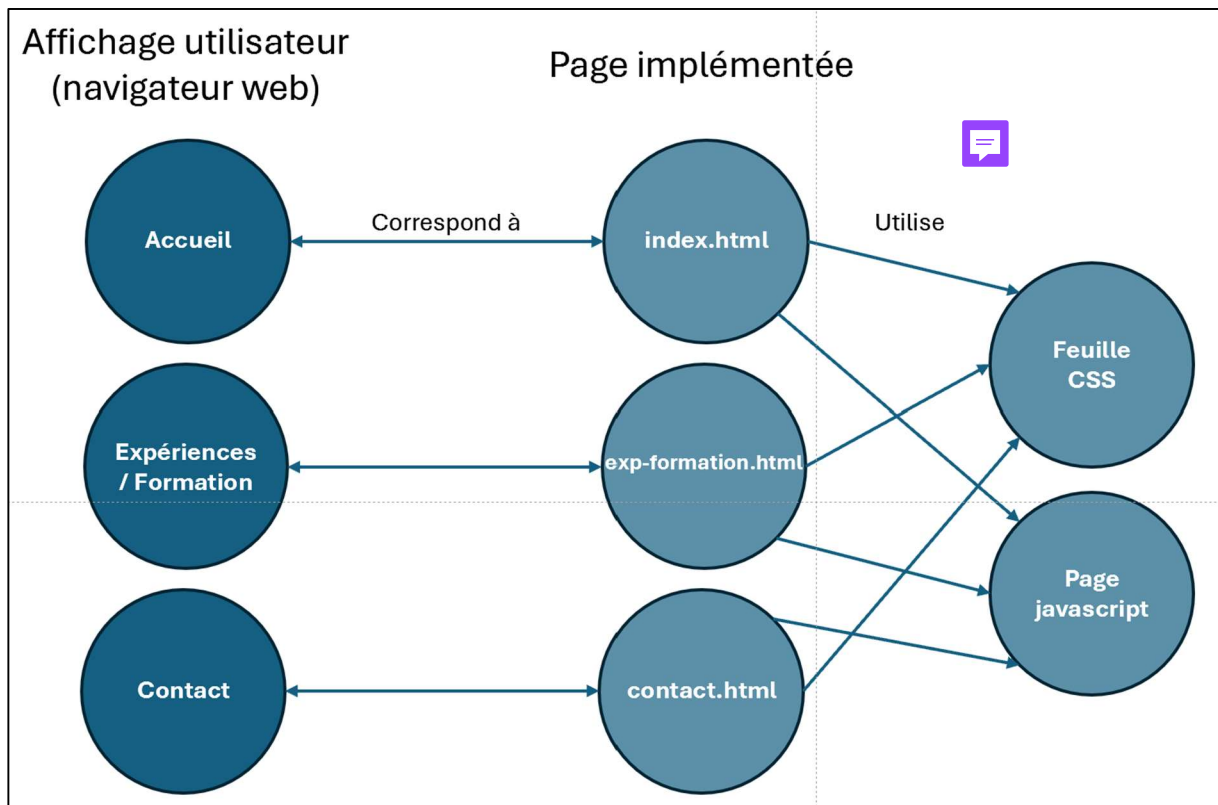 Affichage utilisateur
(navigateur web)
Page implémentée
Accueil
Correspond à
index.html
Utilise
Feuille
CSS
Expériences
/ Formation
exp-formation.html
Page
javascript
Contact
contact.html